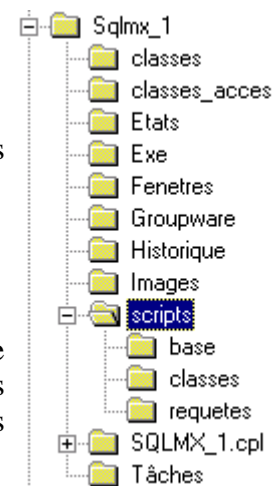 Sqlmx_1
classes
classes_acces
Etats
s
Exe
Fenetres
Groupware
Historique
Images
scripts
e
base
s
classes
s
requetes
SQLMX_1.cpl
Tâches